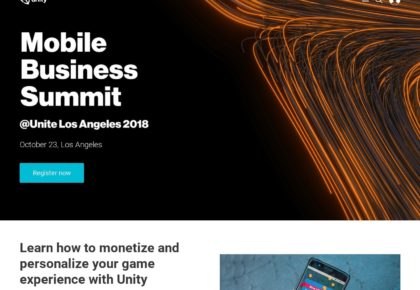 unity
Mobile
Business
Summit
@Unite Los Angeles 2018
October 23, Los Angeles
Register now
Learn how to monetize and
personalize your game
experience with Unity